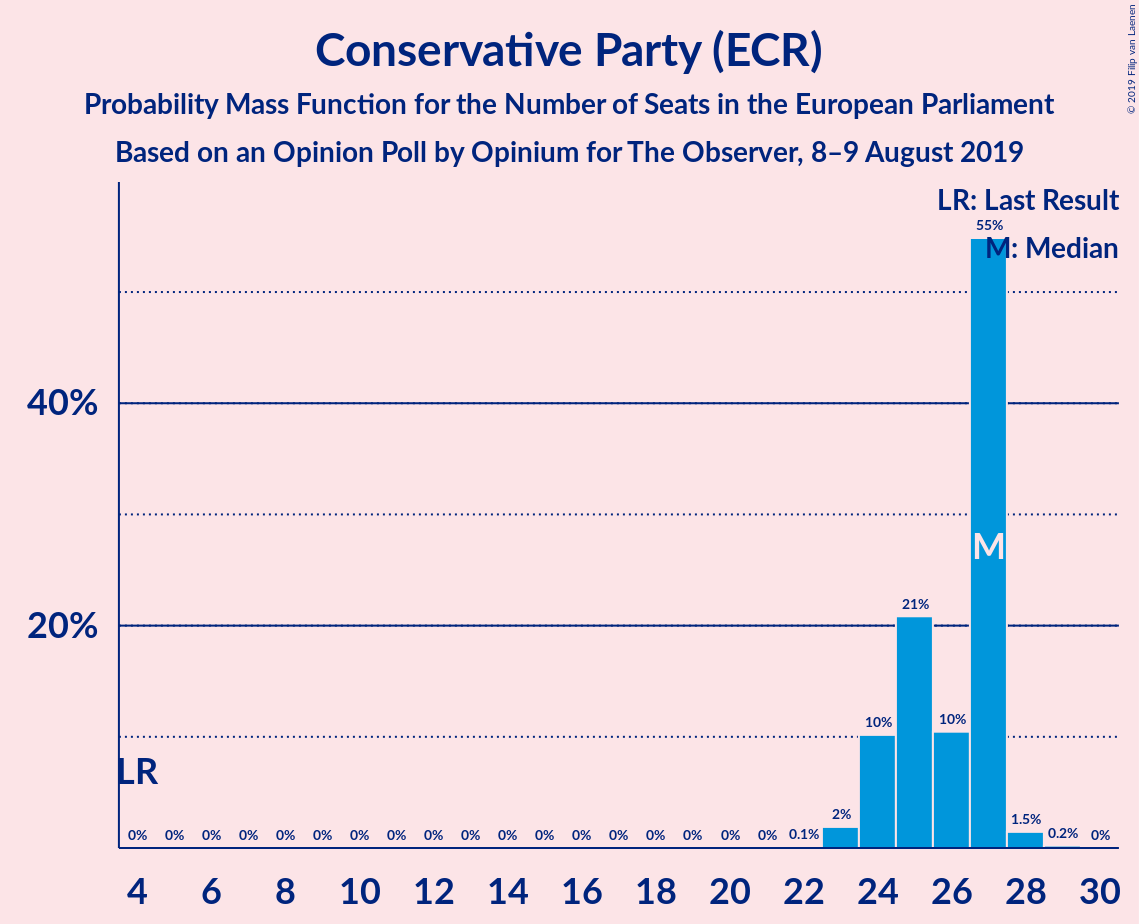 Conservative Party (ECR)
Probability Mass Function for the Number of Seats in the European Parliament
Based on an Opinion Poll by Opinium for The Observer, 8–9 August 2019
© 2019 Filip van Laenen
LR: Last Result
M: Median
55%
40%
M
21%
20%
10% 10%
LR
0% 0% 0% 0% 0% 0% 0% 0% 0% 0% 0% 0% 0% 0% 0% 0% 0% 0% 0.1% 2% 1.5% 0.2% 0%
4 6 8 10 12 14 16 18 20 22 24 26 28 30